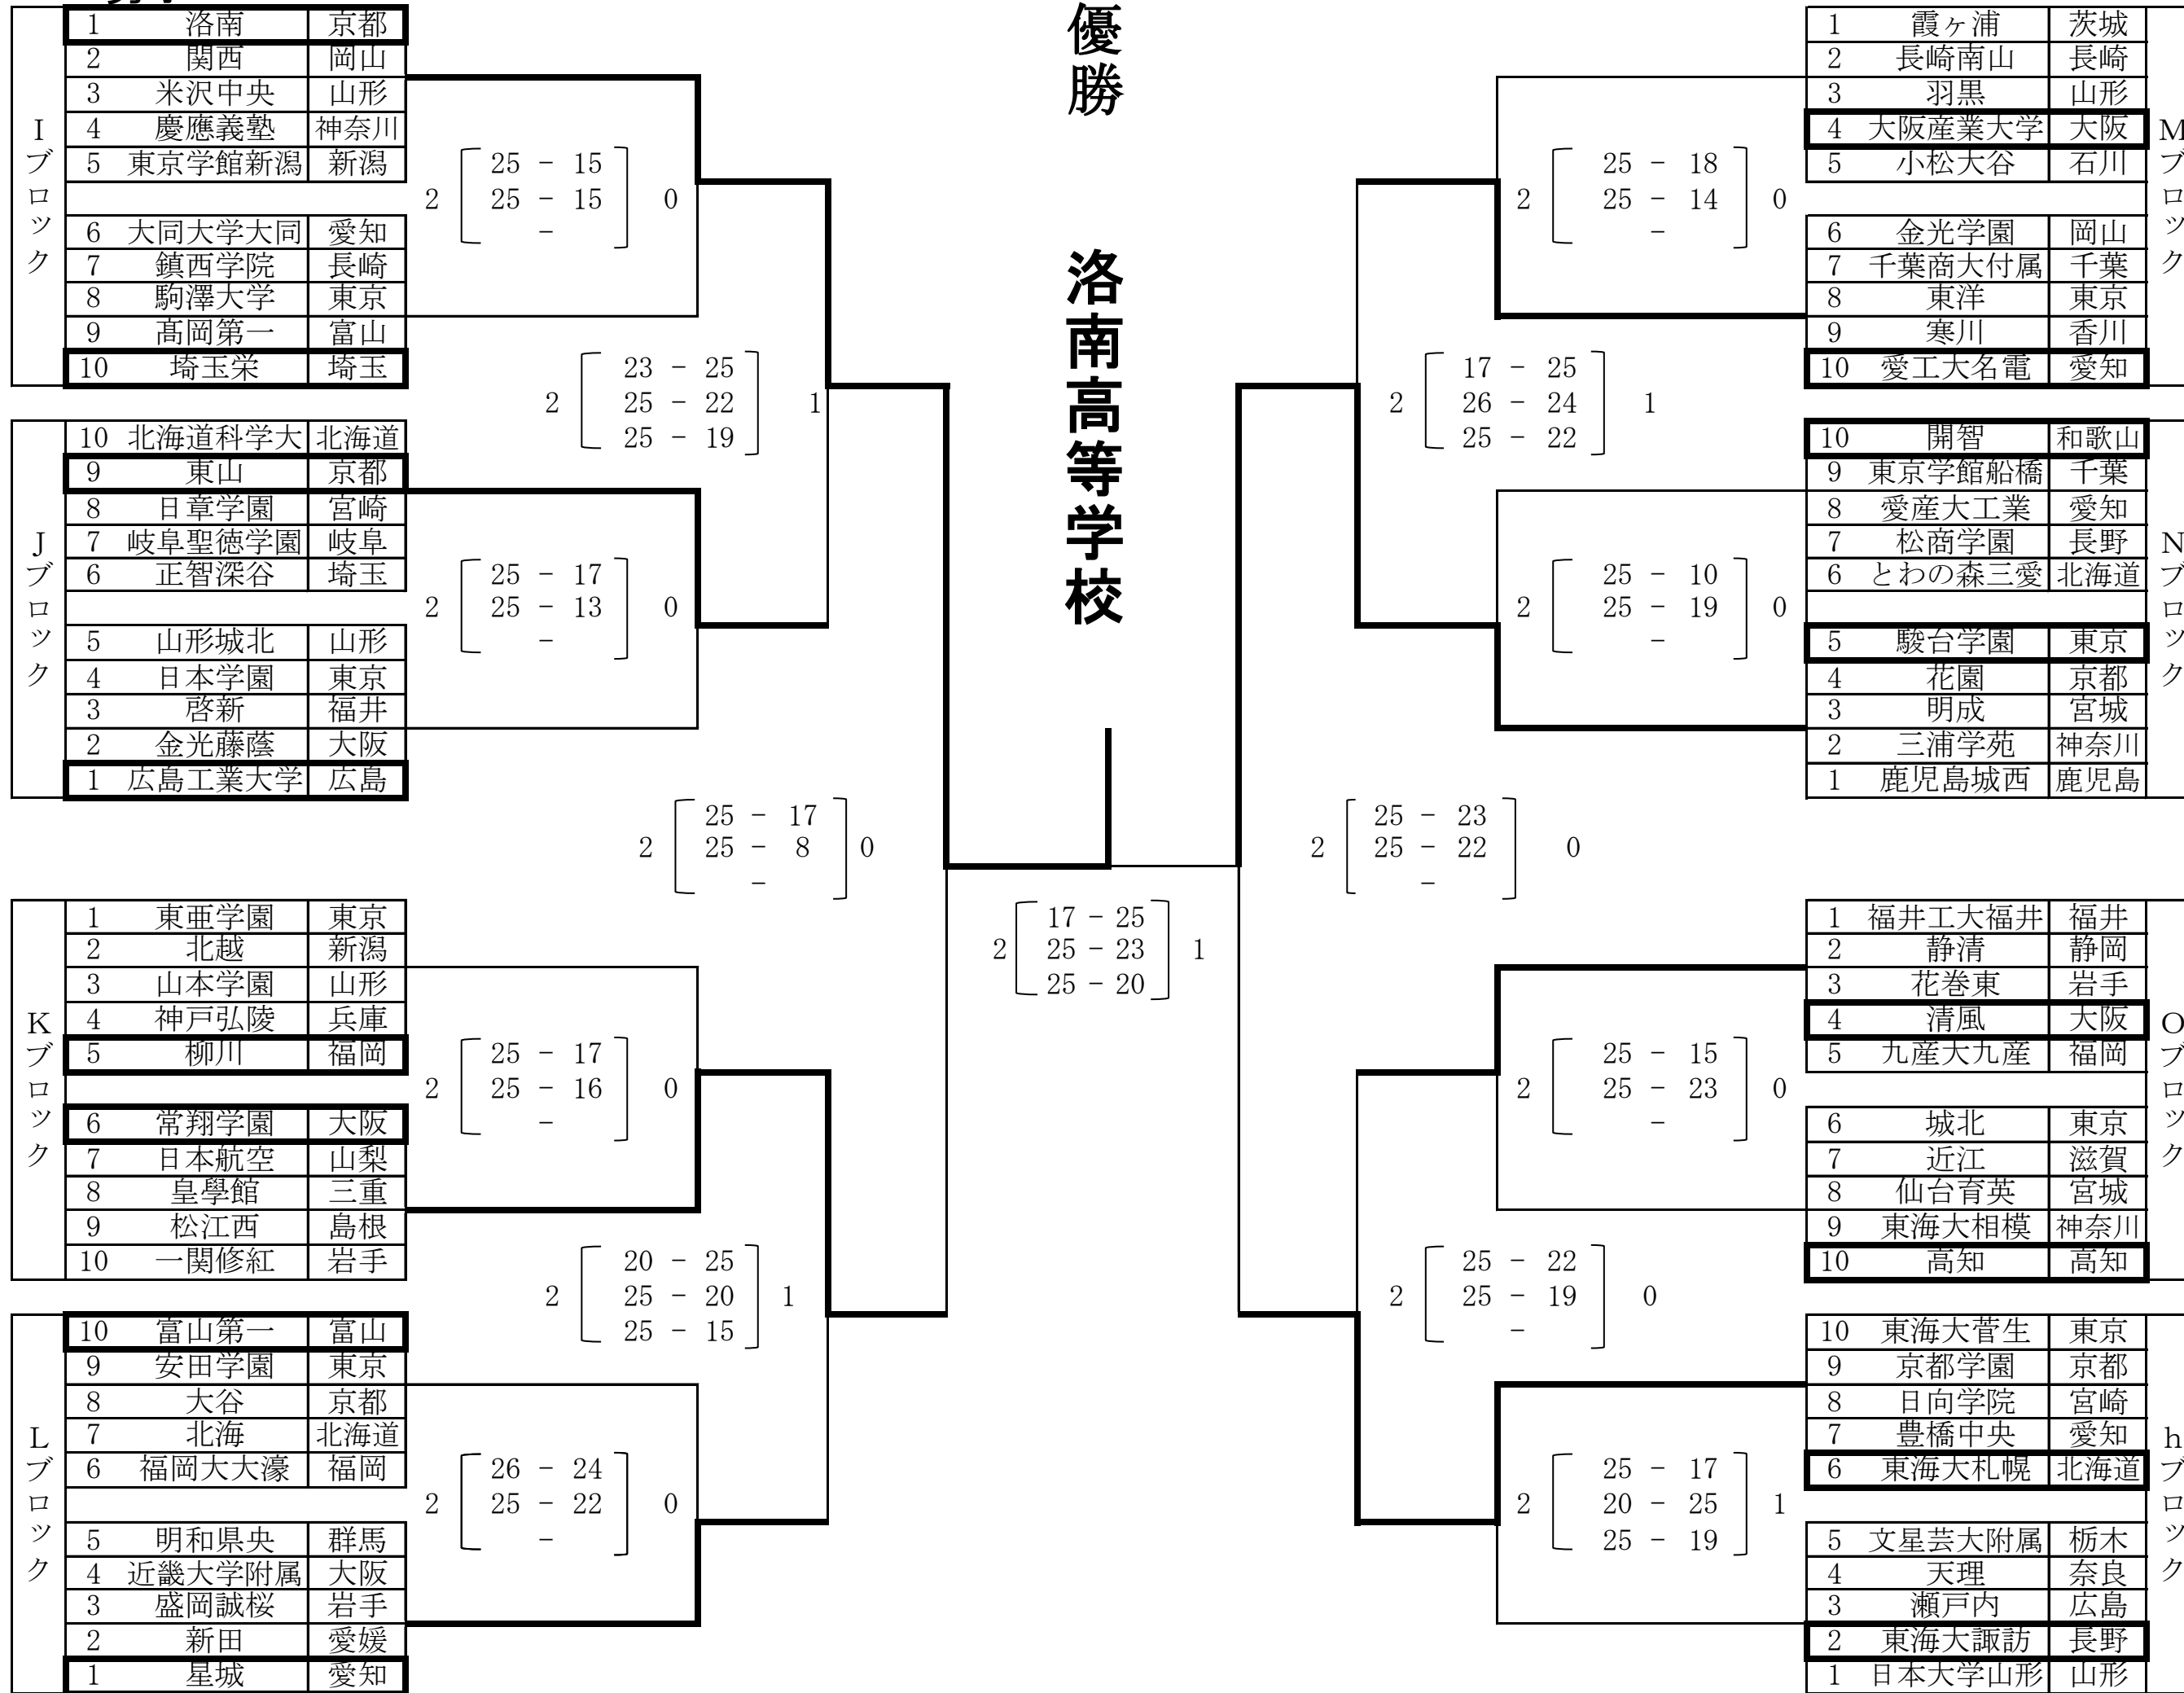 優勝
洛南高等学校
Iブロック
1 洛南 京都
2 関西 岡山
3 米沢中央 山形
4 慶應義塾 神奈川
5 東京学館新潟 新潟
6 大同大学大同 愛知
7 鎮西学院 長崎
8 駒澤大学 東京
9 髙岡第一 富山
10 埼玉栄 埼玉
2 25 - 15 0
25 - 15
-
Jブロック
10 北海道科学大 北海道
9 東山 京都
8 日章学園 宮崎
7 岐阜聖徳学園 岐阜
6 正智深谷 埼玉
5 山形城北 山形
4 日本学園 東京
3 啓新 福井
2 金光藤蔭 大阪
1 広島工業大学 広島
2 25 - 17 0
25 - 13
-
2 23 - 25 1
25 - 22
25 - 19
Kブロック
1 東亜学園 東京
2 北越 新潟
3 山本学園 山形
4 神戸弘陵 兵庫
5 柳川 福岡
6 常翔学園 大阪
7 日本航空 山梨
8 皇學館 三重
9 松江西 島根
10 一関修紅 岩手
2 25 - 17 0
25 - 16
-
Lブロック
10 富山第一 富山
9 安田学園 東京
8 大谷 京都
7 北海 北海道
6 福岡大大濠 福岡
5 明和県央 群馬
4 近畿大学附属 大阪
3 盛岡誠桜 岩手
2 新田 愛媛
1 星城 愛知
2 26 - 24 0
25 - 22
-
2 20 - 25 1
25 - 20
25 - 15
2 25 - 17 0
25 - 8
-
2 17 - 25 1
25 - 23
25 - 20
Mブロック
1 霞ヶ浦 茨城
2 長崎南山 長崎
3 羽黒 山形
4 大阪産業大学 大阪
5 小松大谷 石川
6 金光学園 岡山
7 千葉商大付属 千葉
8 東洋 東京
9 寒川 香川
10 愛工大名電 愛知
2 25 - 18 0
25 - 14
-
Nブロック
10 開智 和歌山
9 東京学館船橋 千葉
8 愛産大工業 愛知
7 松商学園 長野
6 とわの森三愛 北海道
5 駿台学園 東京
4 花園 京都
3 明成 宮城
2 三浦学苑 神奈川
1 鹿児島城西 鹿児島
2 25 - 10 0
25 - 19
-
2 17 - 25 1
26 - 24
25 - 22
Oブロック
1 福井工大福井 福井
2 静清 静岡
3 花巻東 岩手
4 清風 大阪
5 九産大九産 福岡
6 城北 東京
7 近江 滋賀
8 仙台育英 宮城
9 東海大相模 神奈川
10 高知 高知
2 25 - 15 0
25 - 23
-
hブロック
10 東海大菅生 東京
9 京都学園 京都
8 日向学院 宮崎
7 豊橋中央 愛知
6 東海大札幌 北海道
5 文星芸大附属 栃木
4 天理 奈良
3 瀬戸内 広島
2 東海大諏訪 長野
1 日本大学山形 山形
2 25 - 17 1
20 - 25
25 - 19
2 25 - 22 0
25 - 19
-
2 25 - 23 0
25 - 22
-